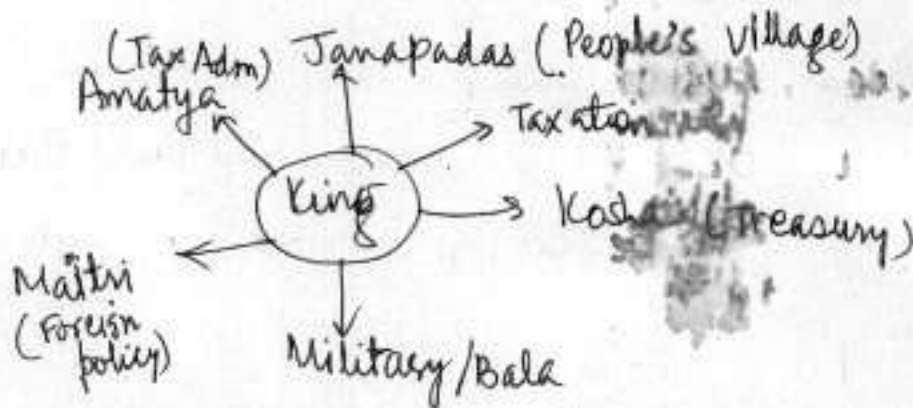 (Tax Adm) Janapadas (People's village)
Amatya
Taxation
King
Kosha (Treasury)
Maitri
(Foreign
policy)
Military/Bala